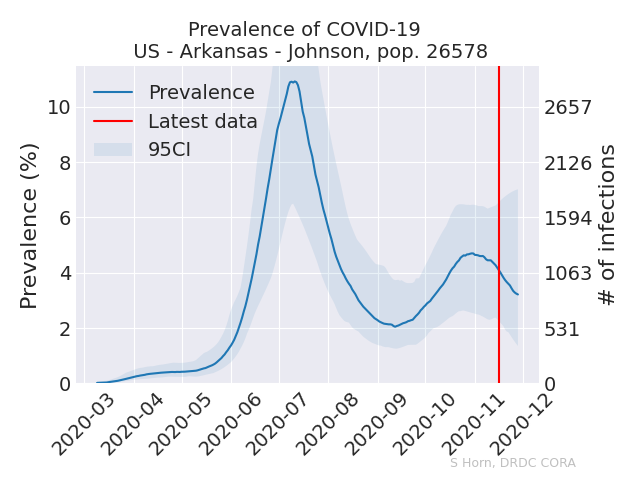 Prevalence of COVID-19
US - Arkansas - Johnson, pop. 26578
Prevalence
Latest data
95CI
Prevalence (%)
10
8
6
4
2
0
2657
2126
1594
1063
531
0
# of infections
2020-03
2020-04
2020-05
2020-06
2020-07
2020-08
2020-09
2020-10
2020-11
2020-12
S Horn, DRDC CORA